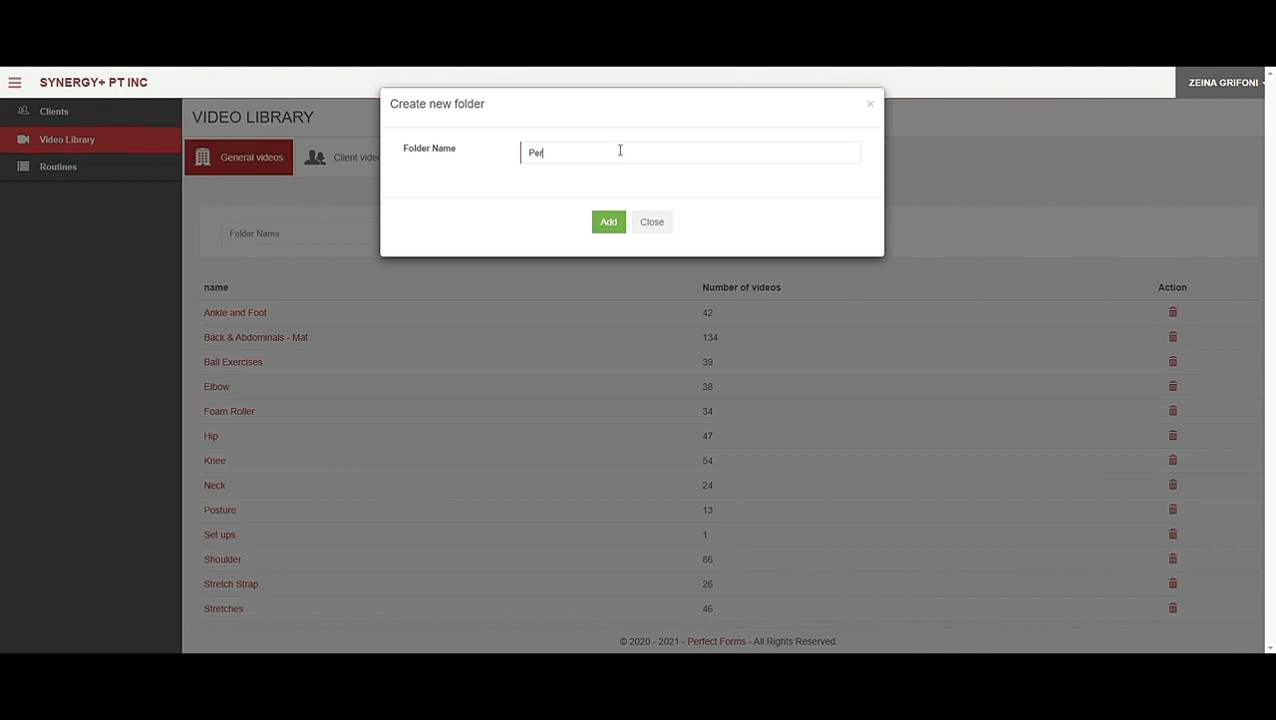 SYNERGY+ PT INC
ZEINA GRIFONI
Clients
Video Library
Routines
VIDEO LIBRARY
General videos
Client vide
Create new folder
×
Folder Name
Per
Add
Close
Folder Name
name Number of videos Action
Ankle and Foot 42
Back & Abdominals - Mat 134
Ball Exercises 39
Elbow 38
Foam Roller 34
Hip 47
Knee 54
Neck 24
Posture 13
Set ups 1
Shoulder 86
Stretch Strap 26
Stretches 46
© 2020 - 2021 - Perfect Forms - All Rights Reserved.